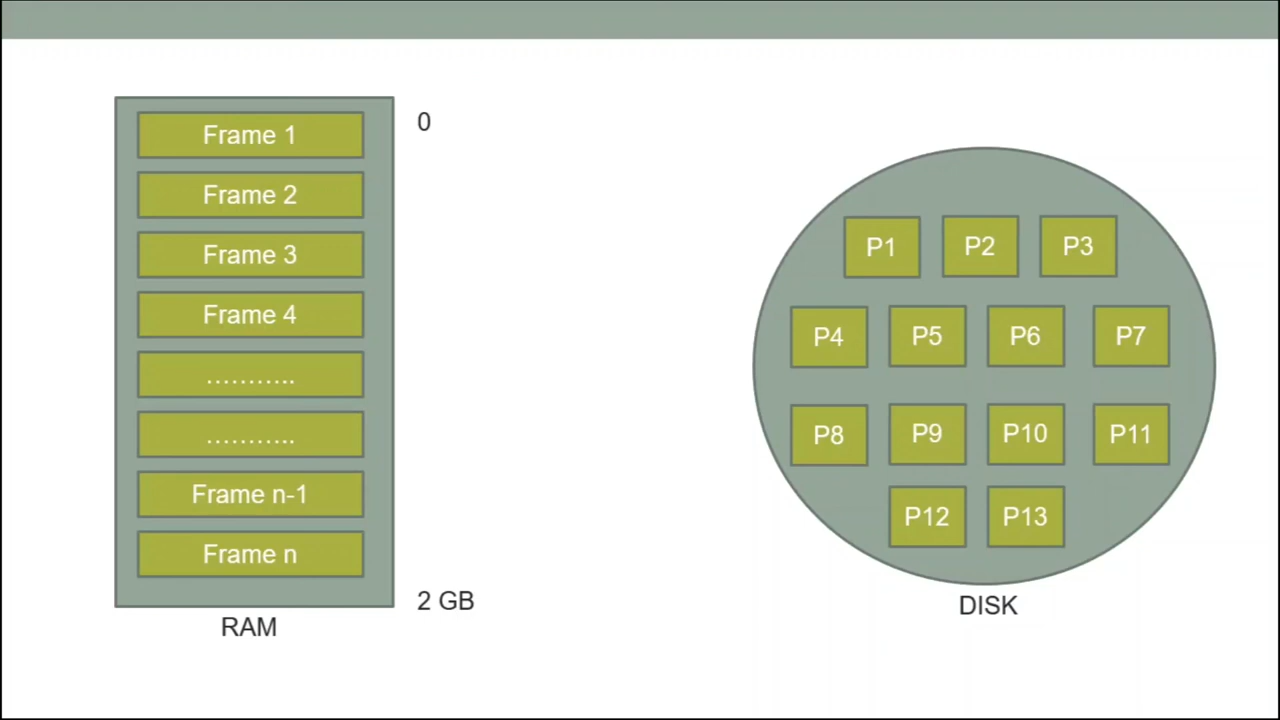 Frame 1
0
Frame 2
Frame 3
Frame 4
...........
...........
Frame n-1
Frame n
2 GB
RAM
P1 P2 P3
P4 P5 P6 P7
P8 P9 P10 P11
P12 P13
DISK